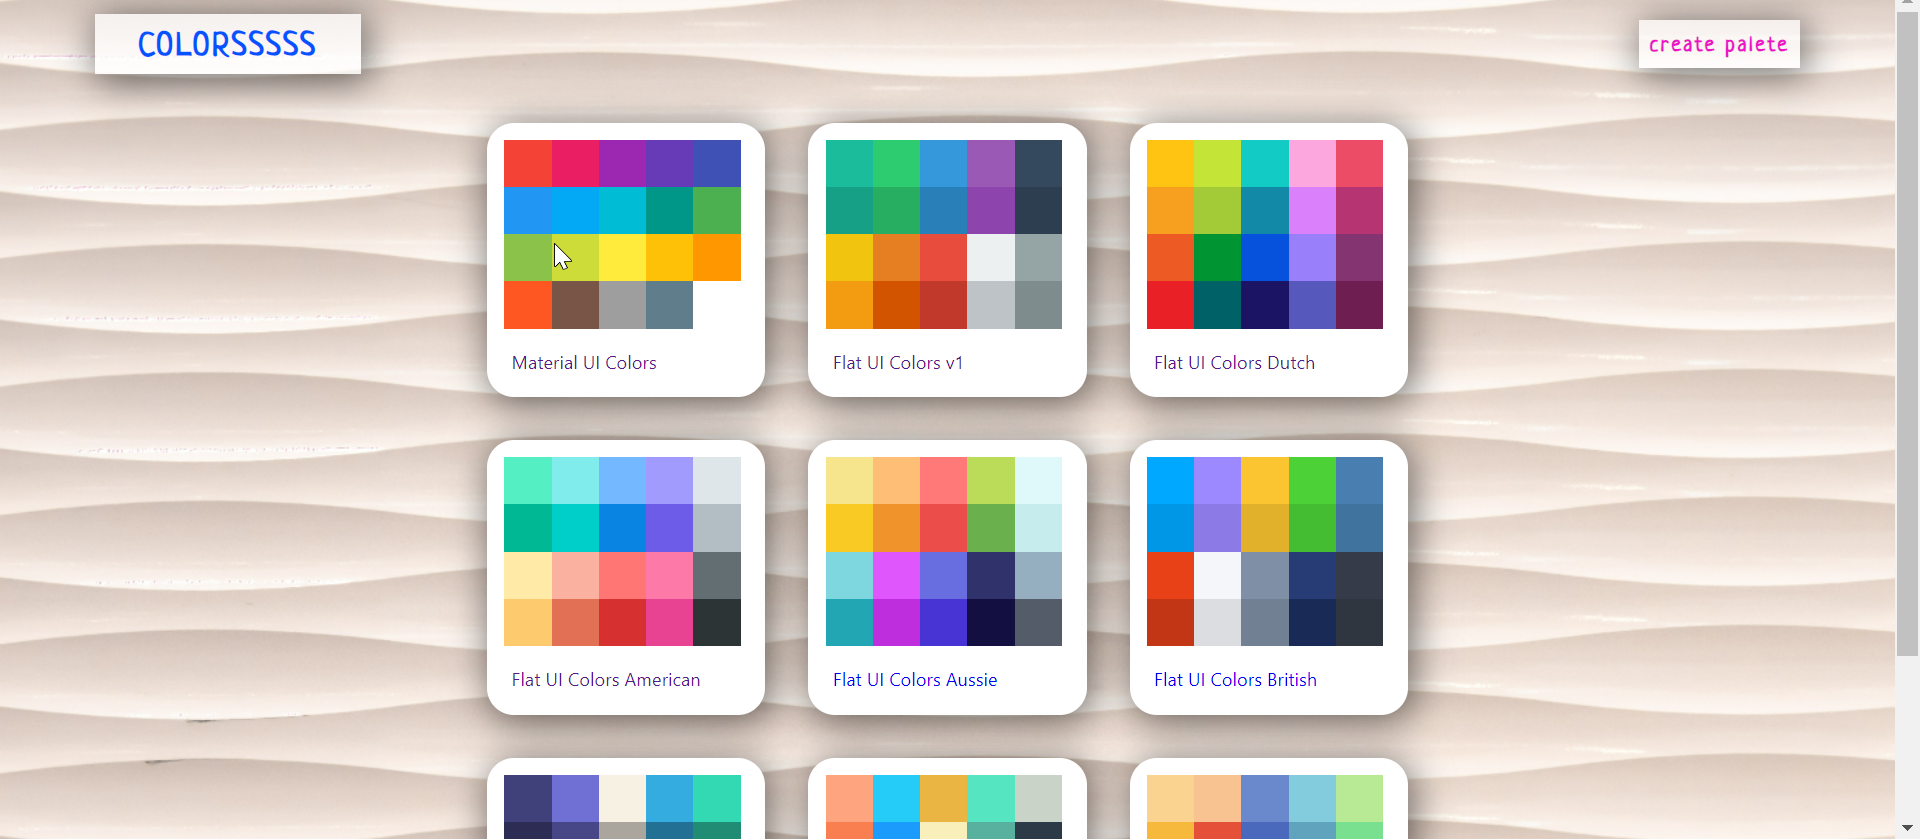 COLORSSSSS
create palete
Material UI Colors
Flat UI Colors v1
Flat UI Colors Dutch
Flat UI Colors American
Flat UI Colors Aussie
Flat UI Colors British